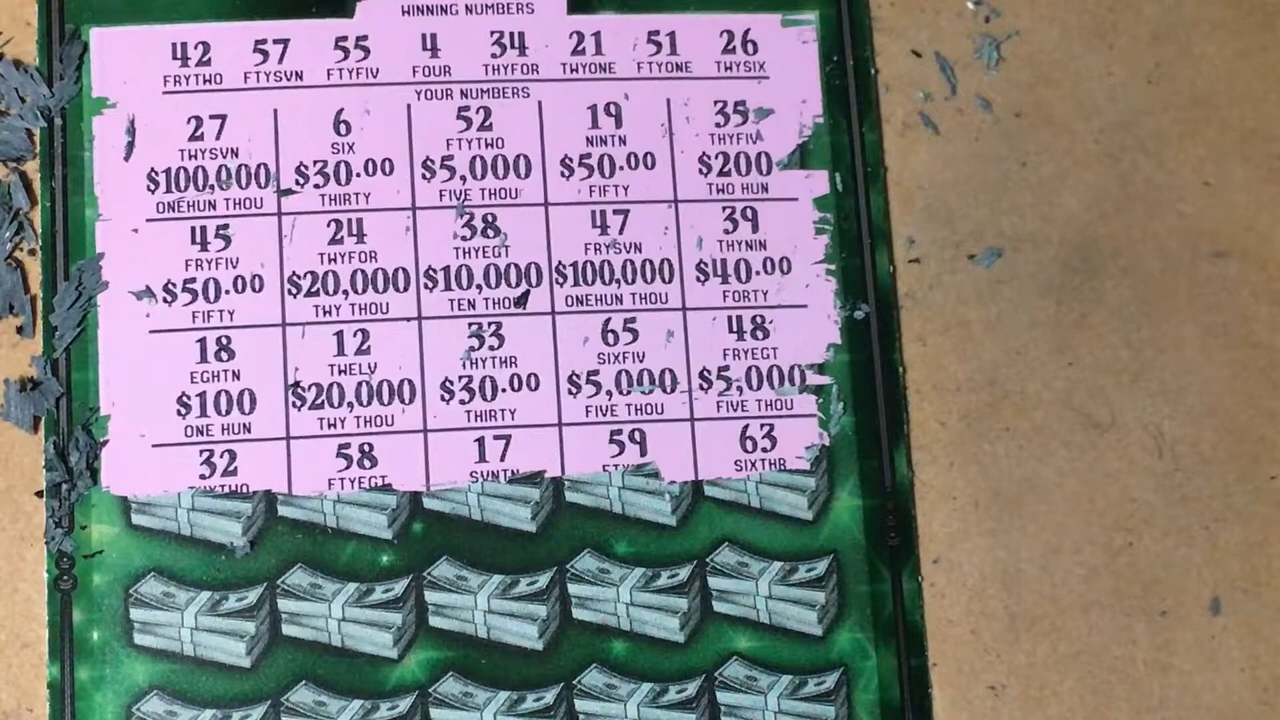 WINNING NUMBERS
42 57 55 4 34 21 51 26
FRYTWO FTYSVN FTYFIV FOUR THYFOR TWYONE FTYONE TWYSIX
YOUR NUMBERS
27 6 52 19 35
TWYSVN SIX FTYTWO NINTN THYFIV
$100,000 $30.00 $5,000 $50.00 $200
ONEHUN THOU THIRTY FIVE THOU FIFTY TWO HUN
45 24 38 47 39
FRYFIV TWYFOR THYEGT FRYSVN THYNIN
$50.00 $20,000 $10,000 $100,000 $40.00
FIFTY TWY THOU TEN THOU ONEHUN THOU FORTY
18 12 33 65 48
EGHTN TWELV THYTHR SIXFIV FRYEGT
$100 $20,000 $30.00 $5,000 $5,000
ONE HUN TWY THOU THIRTY FIVE THOU FIVE THOU
32 58 17 59 63
FTYEGT SVNTN SIXTHR